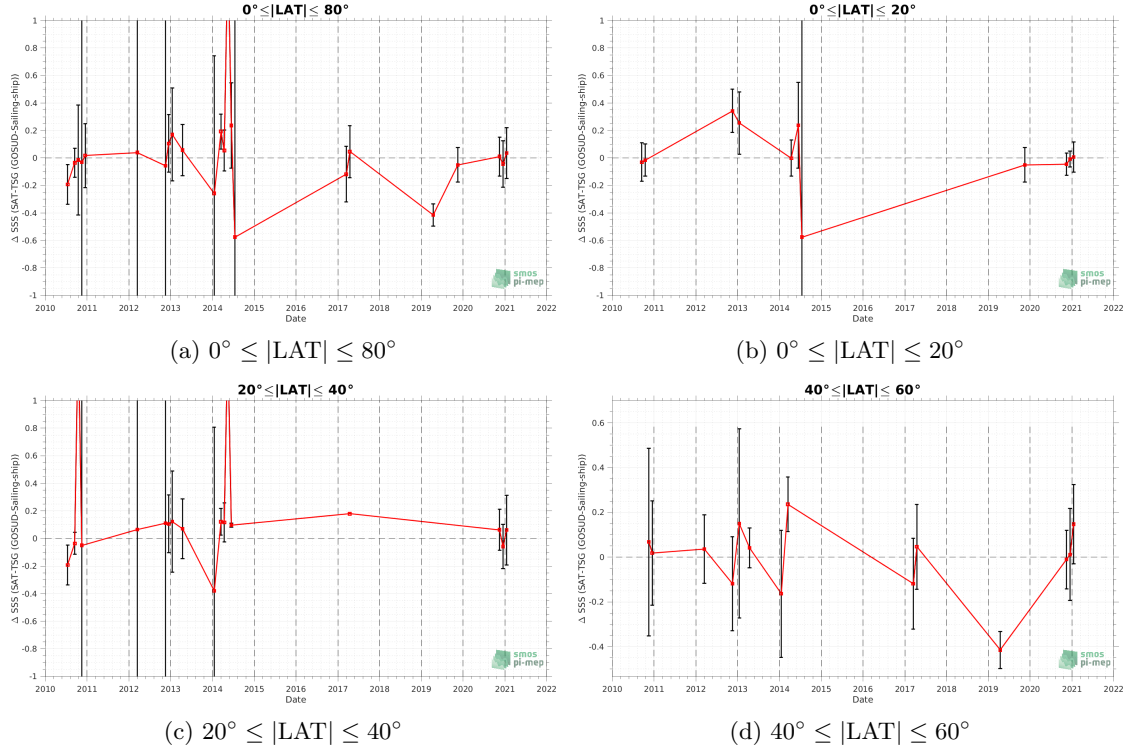 0°≤|LAT|≤ 80°
Δ SSS (SAT-TSG (GOSUD-Sailing-ship))
1
0.8
0.6
0.4
0.2
0
-0.2
-0.4
-0.6
-0.8
-1
2010 2011 2012 2013 2014 2015 2016 2017 2018 2019 2020 2021 2022
Date
smos
pi-mep
(a) 0° ≤ |LAT| ≤ 80°
0°≤|LAT|≤ 20°
Δ SSS (SAT-TSG (GOSUD-Sailing-ship))
1
0.8
0.6
0.4
0.2
0
-0.2
-0.4
-0.6
-0.8
-1
2010 2011 2012 2013 2014 2015 2016 2017 2018 2019 2020 2021 2022
Date
smos
pi-mep
(b) 0° ≤ |LAT| ≤ 20°
20°≤|LAT|≤ 40°
Δ SSS (SAT-TSG (GOSUD-Sailing-ship))
1
0.8
0.6
0.4
0.2
0
-0.2
-0.4
-0.6
-0.8
-1
2010 2011 2012 2013 2014 2015 2016 2017 2018 2019 2020 2021 2022
Date
smos
pi-mep
(c) 20° ≤ |LAT| ≤ 40°
40°≤|LAT|≤ 60°
Δ SSS (SAT-TSG (GOSUD-Sailing-ship))
0.6
0.4
0.2
0
-0.2
-0.4
2010 2011 2012 2013 2014 2015 2016 2017 2018 2019 2020 2021 2022
Date
smos
pi-mep
(d) 40° ≤ |LAT| ≤ 60°